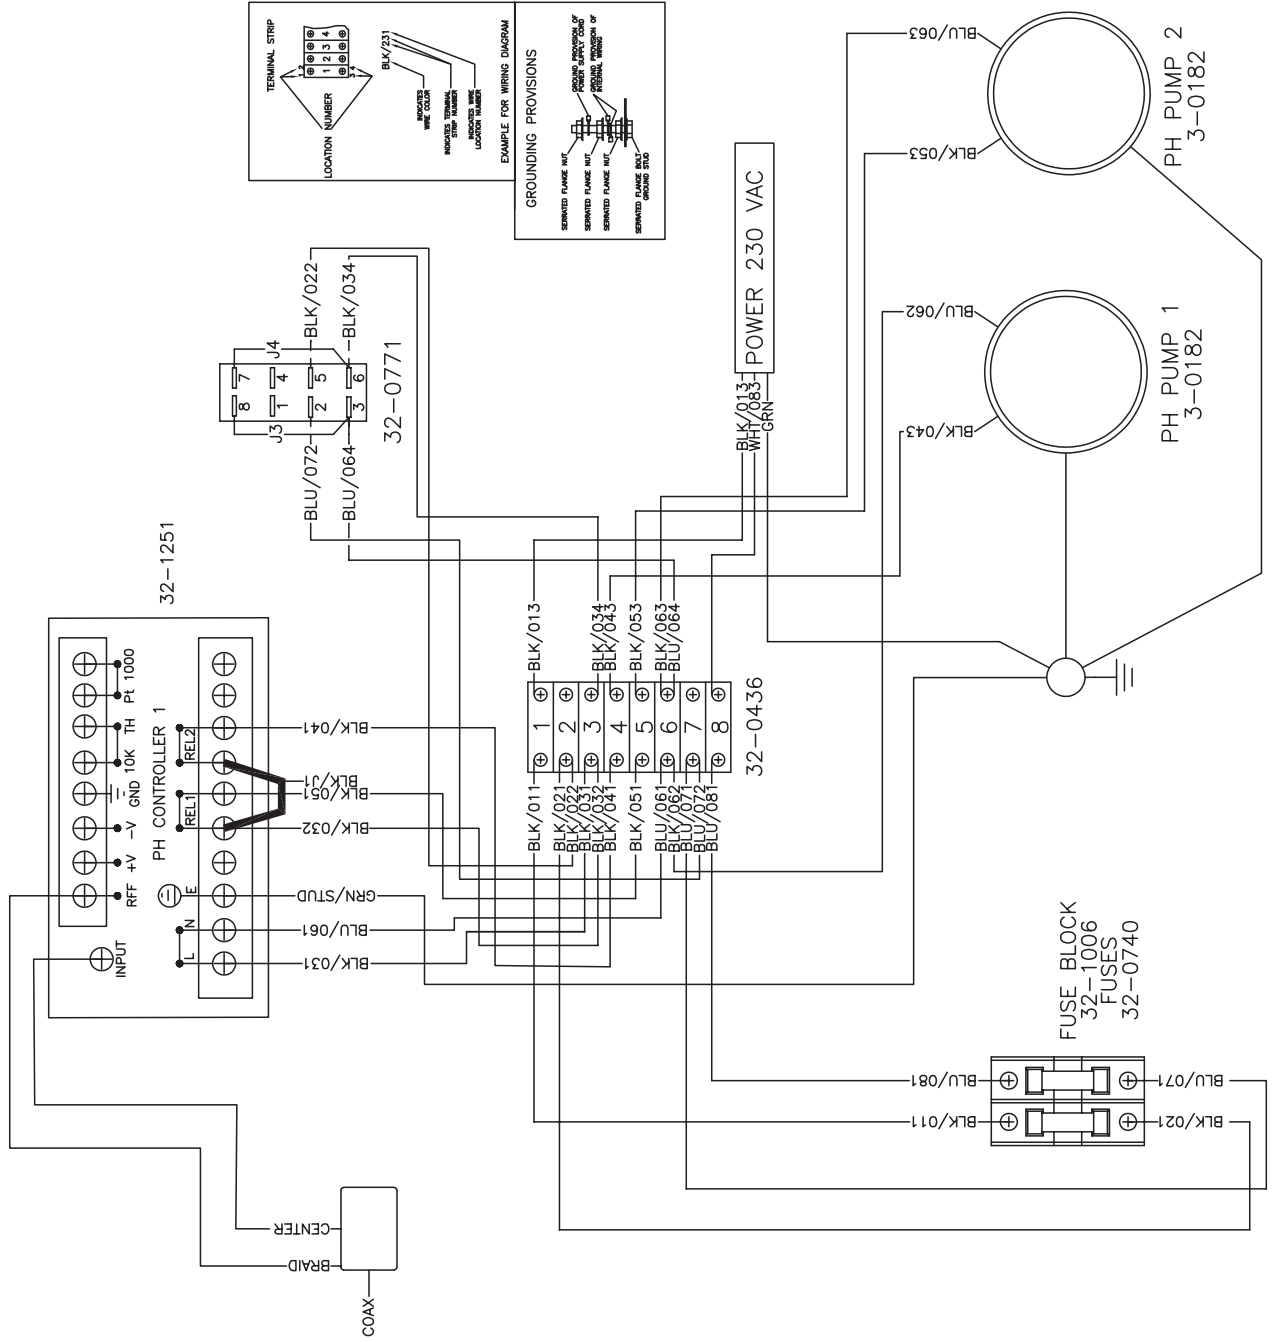 TERMINAL STRIP
1 2
1 2 3 4
3 4
LOCATION NUMBER
BLK/231
INDICATES
WIRE COLOR
INDICATES TERMINAL
STRIP NUMBER
INDICATES WIRE
LOCATION NUMBER
EXAMPLE FOR WIRING DIAGRAM
GROUNDING PROVISIONS
GROUND PROVISION OF
POWER SUPPLY CORD
GROUND PROVISION OF
INTERNAL WIRING
SERRATED FLANGE NUT
SERRATED FLANGE NUT
SERRATED FLANGE NUT
SERRATED FLANGE BOLT
GROUND STUD
BLU/063
BLK/053
PH PUMP 2
3-0182
BLU/062
BLK/043
PH PUMP 1
3-0182
POWER 230 VAC
BLK/013
WHT/083
GRN
BLK/022
BLK/034
J4
7 4 5 6
8 1 2 3
J3
BLU/072
BLU/064
32-0771
32-1251
Pt 1000
TH
10K
GND
-V
+V
RFF
INPUT
PH CONTROLLER 1
REL2
REL1
E
N
L
BLK/041
BLK/J1
BLK/051
BLK/032
GRN/STUD
BLU/061
BLK/031
BLK/013
BLK/034
BLK/043
BLK/053
BLK/063
BLU/064
1
2
3
4
5
6
7
8
32-0436
BLK/011
BLK/021
BLK/022
BLK/031
BLK/032
BLK/041
BLK/051
BLU/061
BLK/062
BLU/071
BLU/072
BLU/081
FUSE BLOCK
32-1006
FUSES
32-0740
BLU/081
BLK/011
BLU/071
BLK/021
CENTER
BRAID
COAX